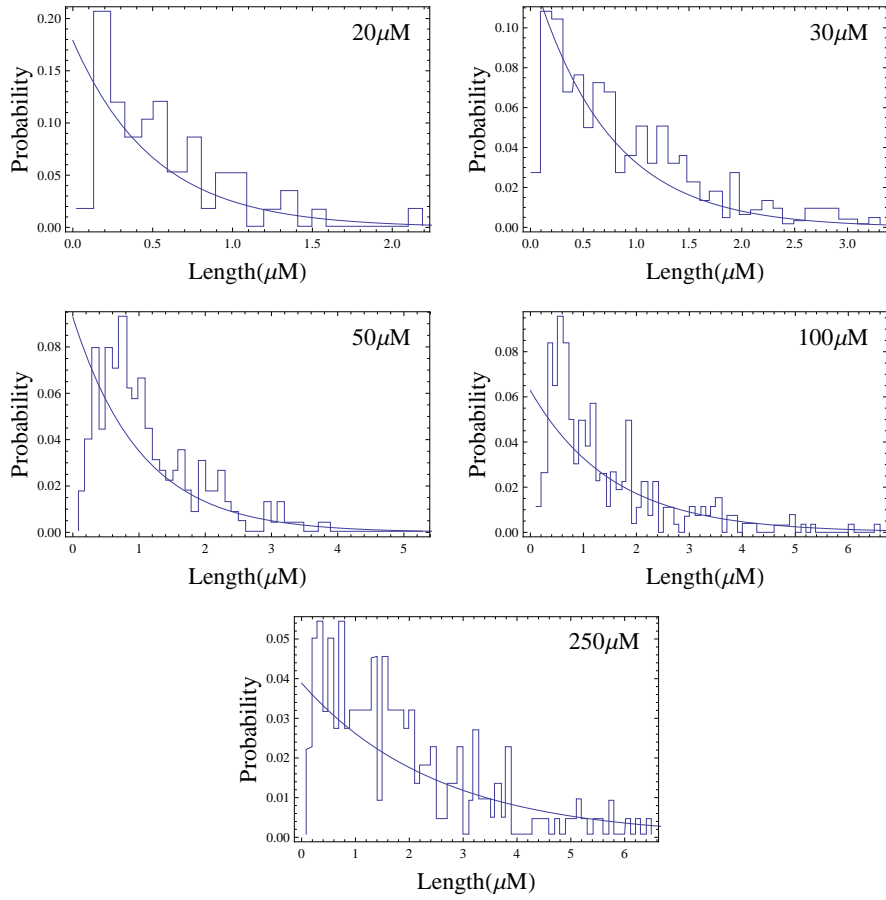 20μM
30μM
0.20
0.15
0.10
0.05
0.00
Probability
0.0 0.5 1.0 1.5 2.0
Length(μM)
0.10
0.08
0.06
0.04
0.02
0.00
Probability
0.0 0.5 1.0 1.5 2.0 2.5 3.0
Length(μM)
50μM
100μM
0.08
0.06
0.04
0.02
0.00
Probability
0 1 2 3 4 5
Length(μM)
0.08
0.06
0.04
0.02
0.00
Probability
0 1 2 3 4 5 6
Length(μM)
250μM
0.05
0.04
0.03
0.02
0.01
0.00
Probability
0 1 2 3 4 5 6
Length(μM)